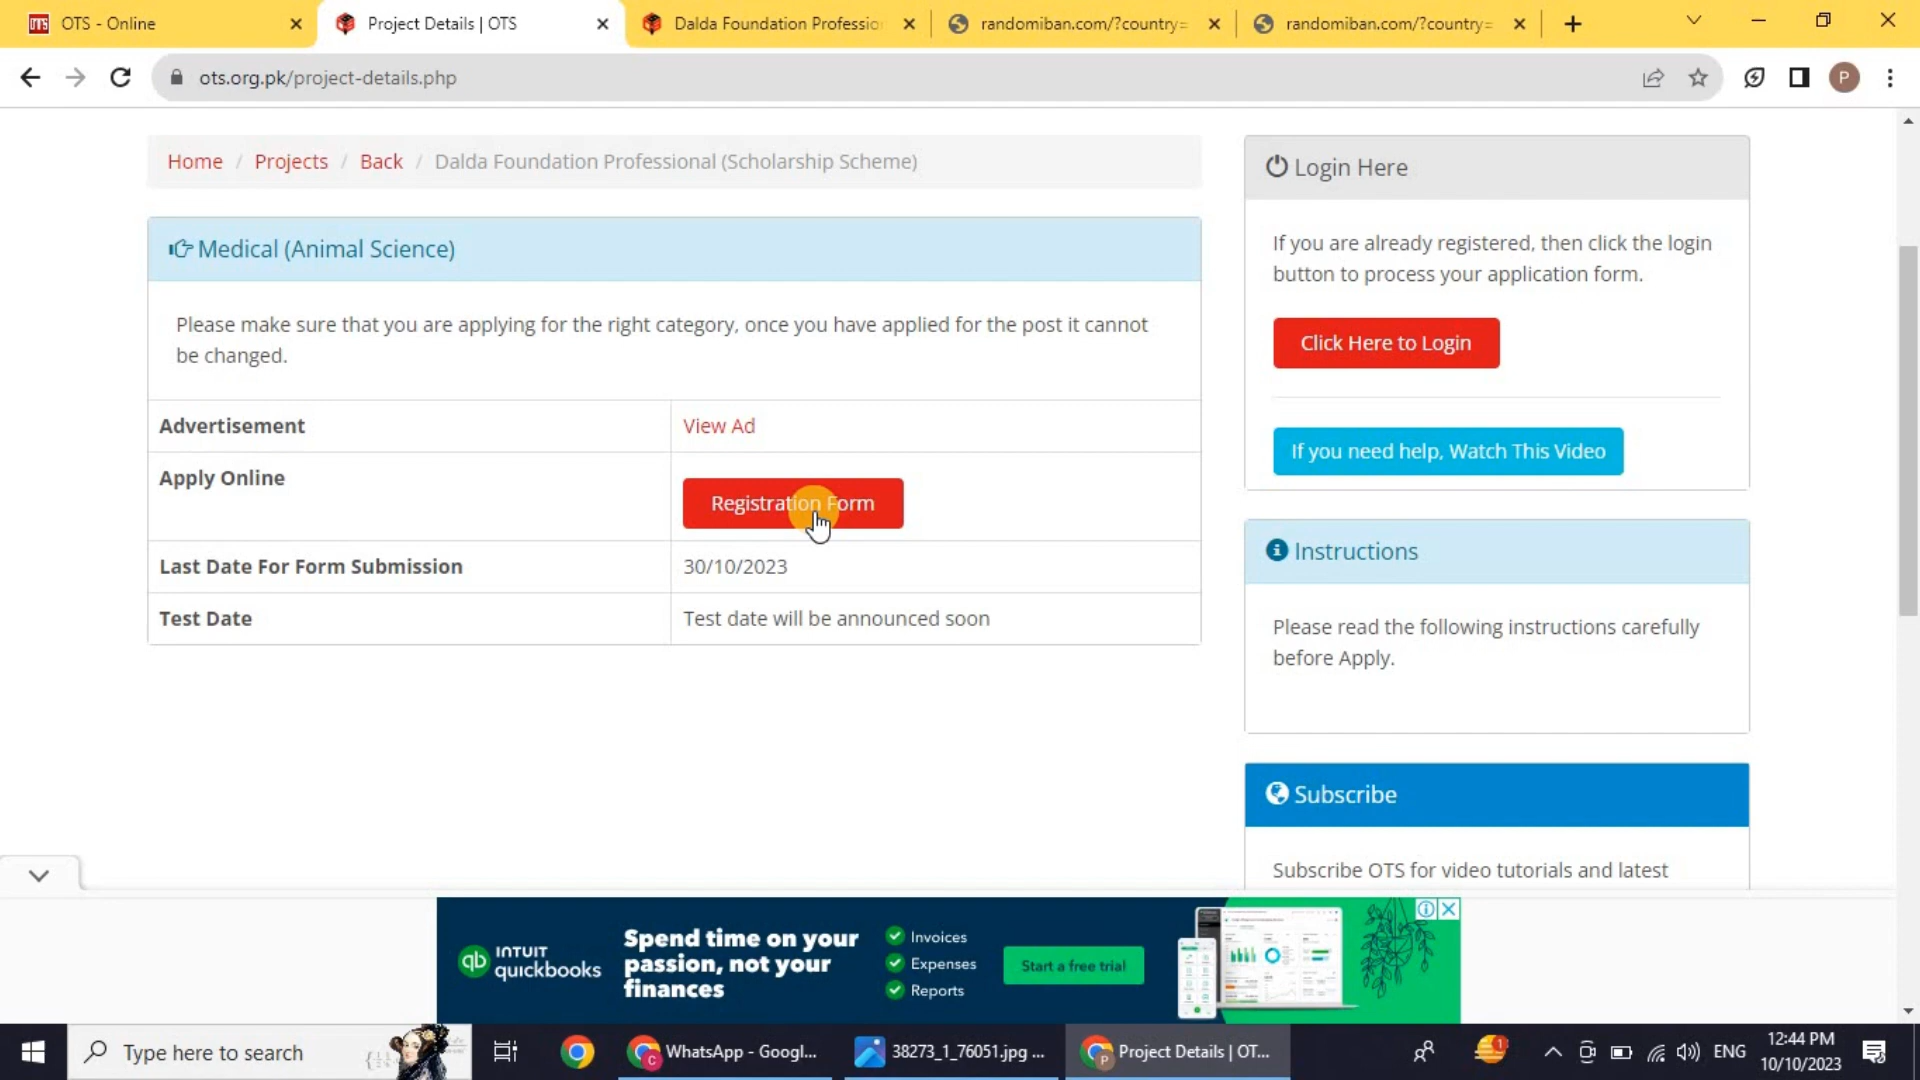 OTS - Online
Project Details | OTS
Dalda Foundation Professio
randomiban.com/?country=
randomiban.com/?country=
ots.org.pk/project-details.php
P
Home / Projects / Back / Dalda Foundation Professional (Scholarship Scheme)
Medical (Animal Science)
Please make sure that you are applying for the right category, once you have applied for the post it cannot
be changed.
Advertisement
View Ad
Apply Online
Registration Form
Last Date For Form Submission
30/10/2023
Test Date
Test date will be announced soon
Login Here
If you are already registered, then click the login
button to process your application form.
Click Here to Login
If you need help, Watch This Video
Instructions
Please read the following instructions carefully
before Apply.
Subscribe
Subscribe OTS for video tutorials and latest
qb INTUIT
quickbooks
Spend time on your
passion, not your
finances
Invoices
Expenses
Reports
Start a free trial
Type here to search
WhatsApp - Googl...
38273_1_76051.jpg ...
Project Details | OT...
1
ENG
12:44 PM
10/10/2023